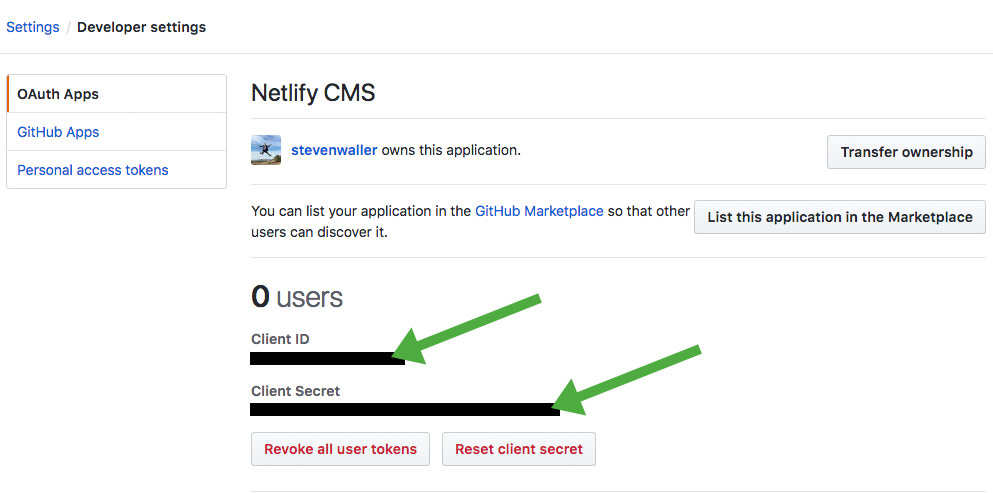 Settings / Developer settings
OAuth Apps
GitHub Apps
Personal access tokens
Netlify CMS
stevenwaller owns this application.
Transfer ownership
You can list your application in the GitHub Marketplace so that other
users can discover it.
List this application in the Marketplace
0 users
Client ID
Client Secret
Revoke all user tokens
Reset client secret